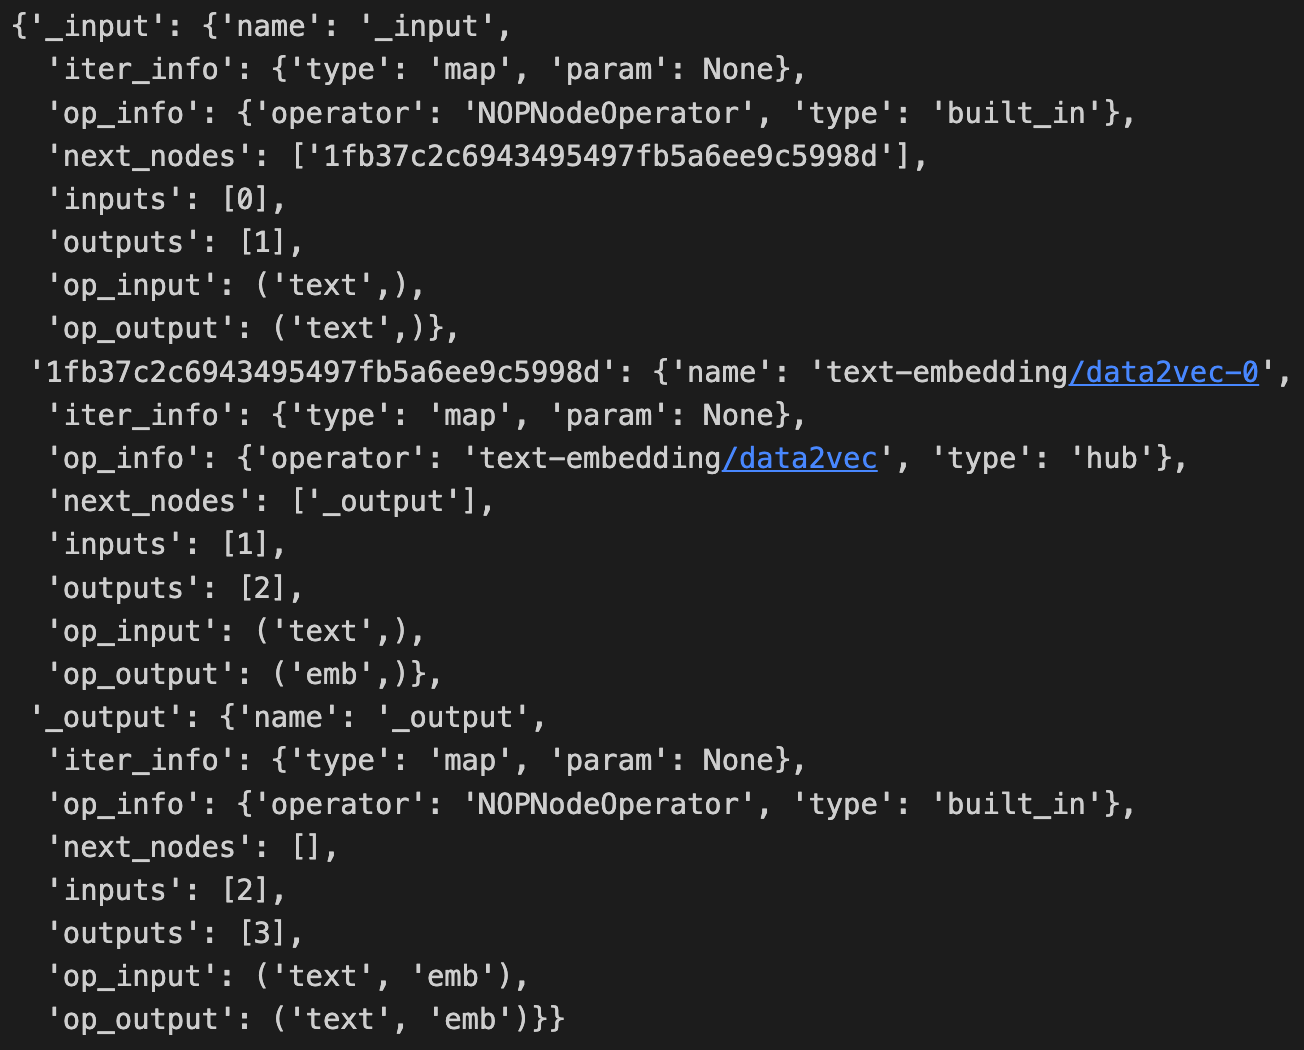 {'_input': {'name': '_input',
  'iter_info': {'type': 'map', 'param': None},
  'op_info': {'operator': 'NOPNodeOperator', 'type': 'built_in'},
  'next_nodes': ['1fb37c2c6943495497fb5a6ee9c5998d'],
  'inputs': [0],
  'outputs': [1],
  'op_input': ('text',),
  'op_output': ('text',)},
 '1fb37c2c6943495497fb5a6ee9c5998d': {'name': 'text-embedding/data2vec-0',
  'iter_info': {'type': 'map', 'param': None},
  'op_info': {'operator': 'text-embedding/data2vec', 'type': 'hub'},
  'next_nodes': ['_output'],
  'inputs': [1],
  'outputs': [2],
  'op_input': ('text',),
  'op_output': ('emb',)},
 '_output': {'name': '_output',
  'iter_info': {'type': 'map', 'param': None},
  'op_info': {'operator': 'NOPNodeOperator', 'type': 'built_in'},
  'next_nodes': [],
  'inputs': [2],
  'outputs': [3],
  'op_input': ('text', 'emb'),
  'op_output': ('text', 'emb')}}